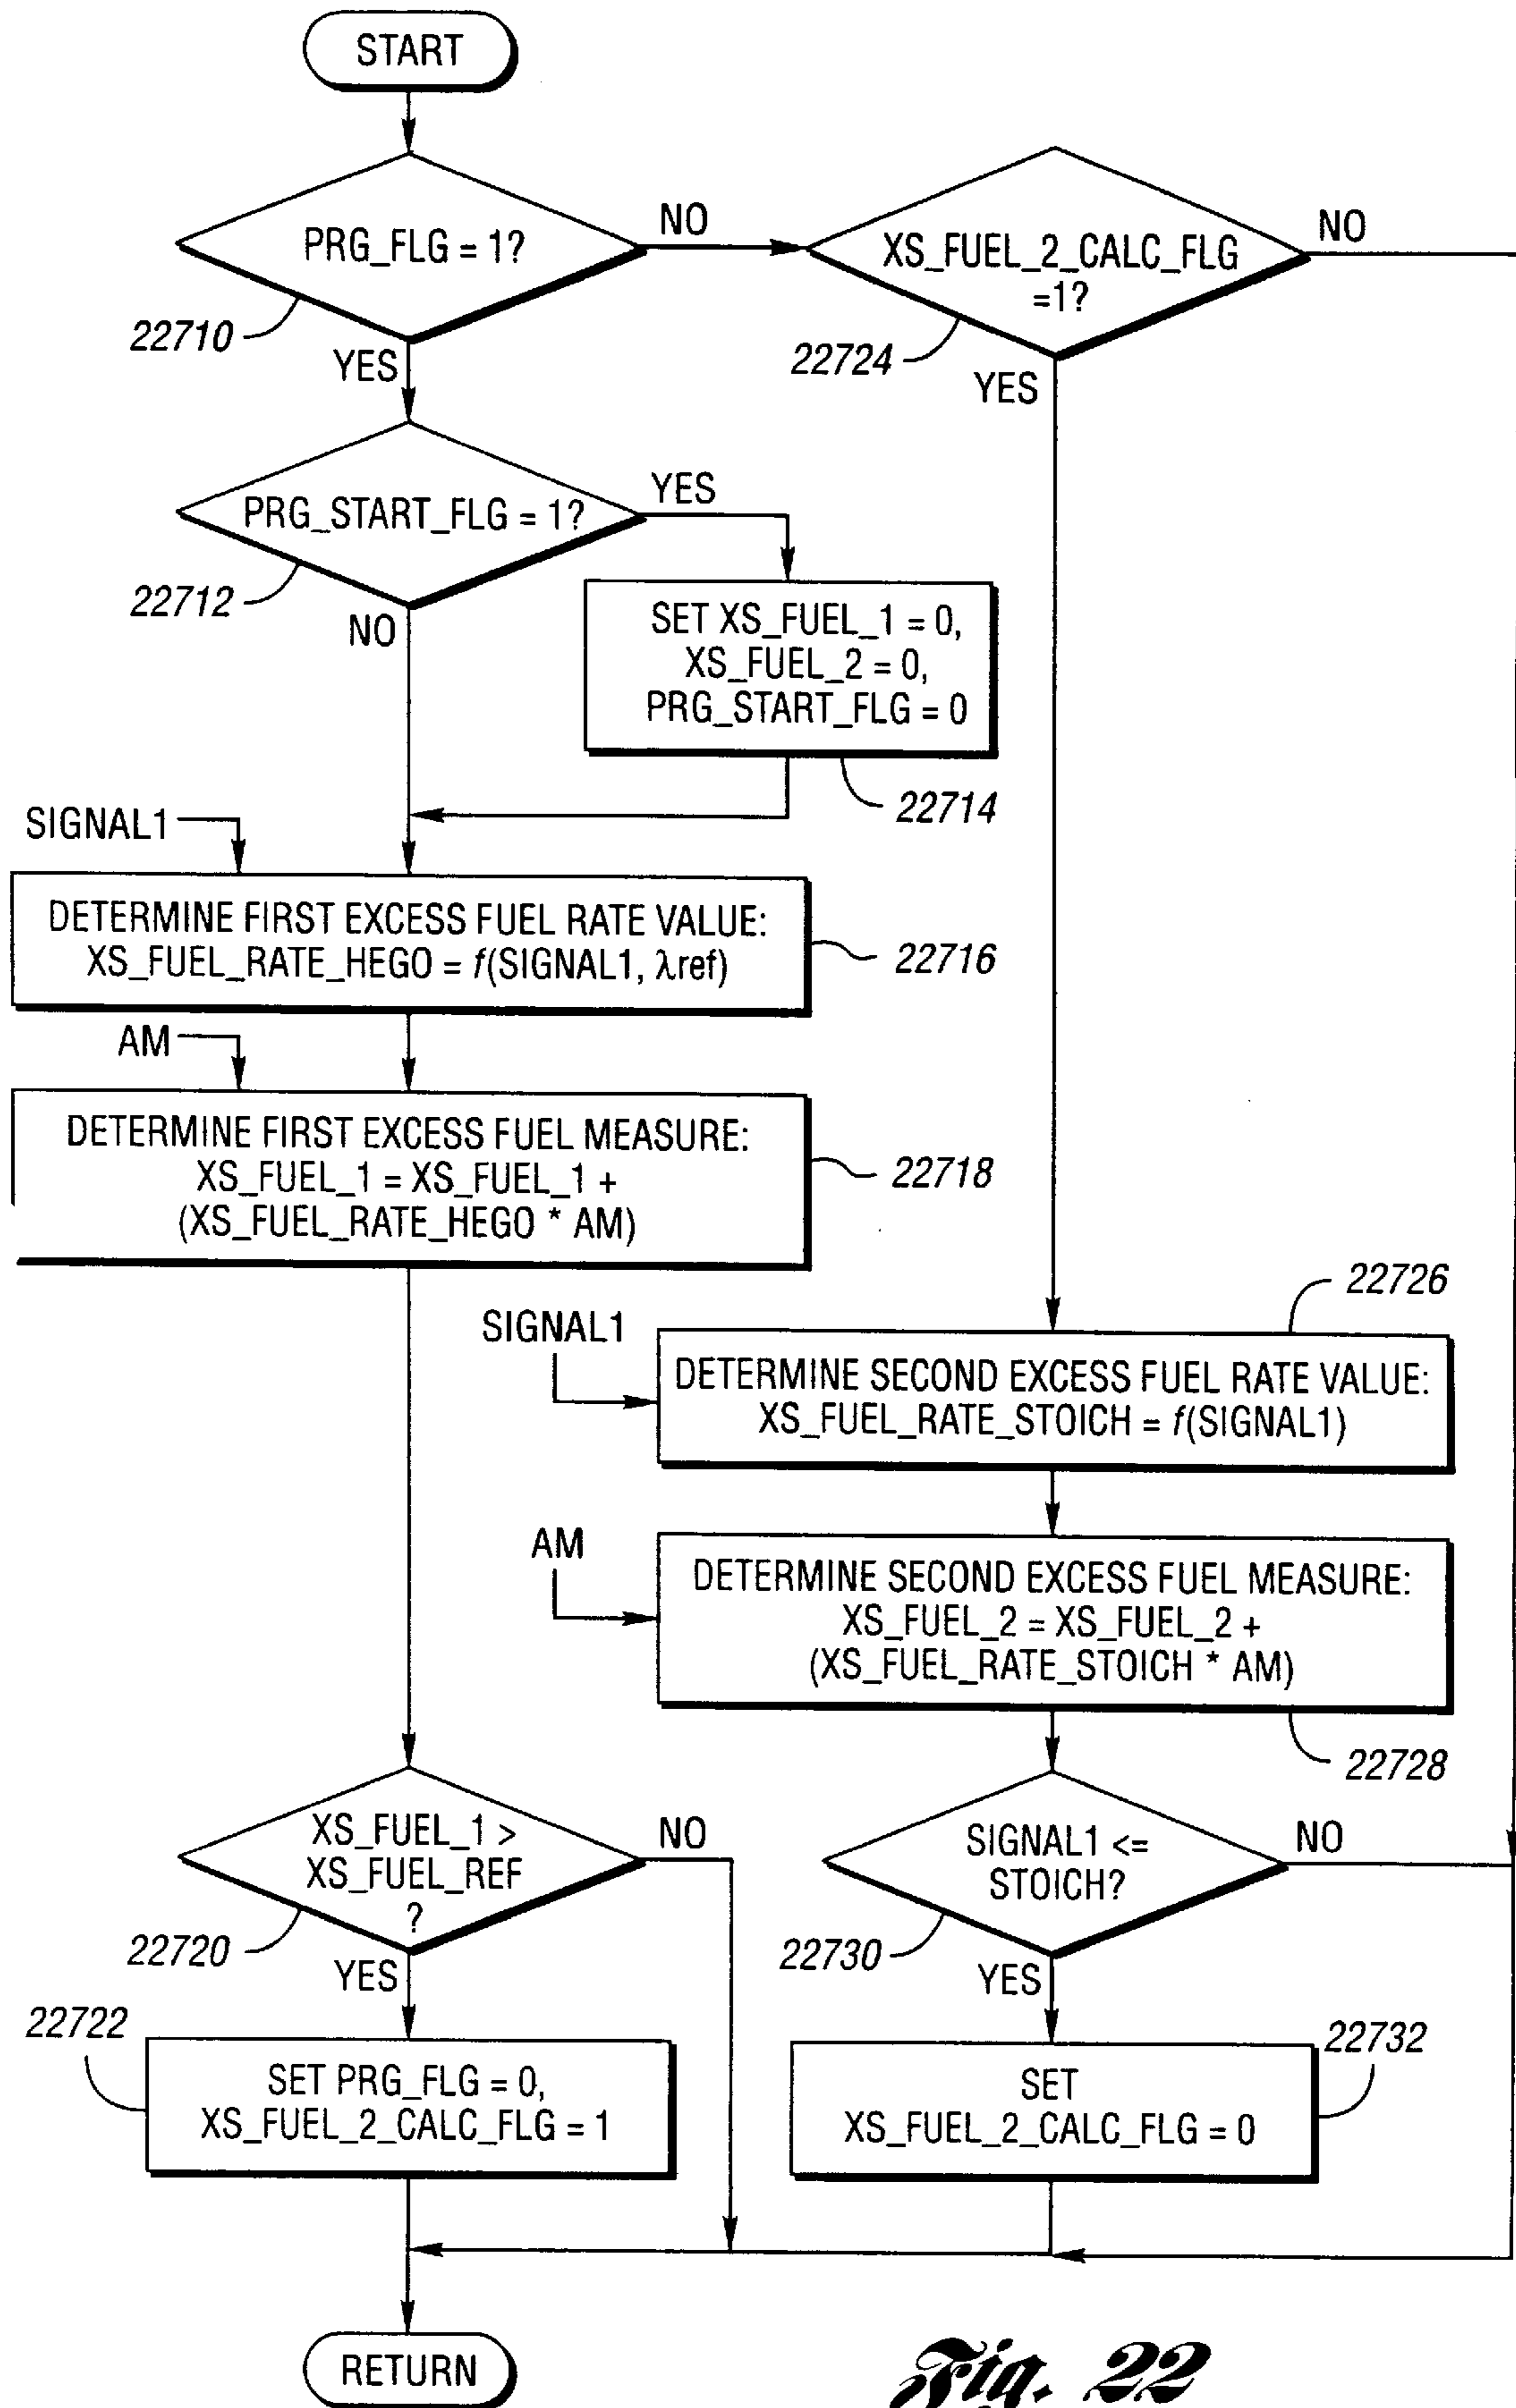 START
PRG_FLG = 1?
NO
22710
YES
XS_FUEL_2_CALC_FLG
=1?
NO
22724
YES
PRG_START_FLG = 1?
YES
22712
NO
SET XS_FUEL_1 = 0,
XS_FUEL_2 = 0,
PRG_START_FLG = 0
22714
SIGNAL1
DETERMINE FIRST EXCESS FUEL RATE VALUE:
XS_FUEL_RATE_HEGO = f(SIGNAL1, λref)
22716
AM
DETERMINE FIRST EXCESS FUEL MEASURE:
XS_FUEL_1 = XS_FUEL_1 +
(XS_FUEL_RATE_HEGO * AM)
22718
22726
SIGNAL1
DETERMINE SECOND EXCESS FUEL RATE VALUE:
XS_FUEL_RATE_STOICH = f(SIGNAL1)
AM
DETERMINE SECOND EXCESS FUEL MEASURE:
XS_FUEL_2 = XS_FUEL_2 +
(XS_FUEL_RATE_STOICH * AM)
22728
XS_FUEL_1 >
XS_FUEL_REF
?
NO
22720
YES
SIGNAL1 <=
STOICH?
NO
22730
YES
22722
SET PRG_FLG = 0,
XS_FUEL_2_CALC_FLG = 1
22732
SET
XS_FUEL_2_CALC_FLG = 0
RETURN
Fig. 22